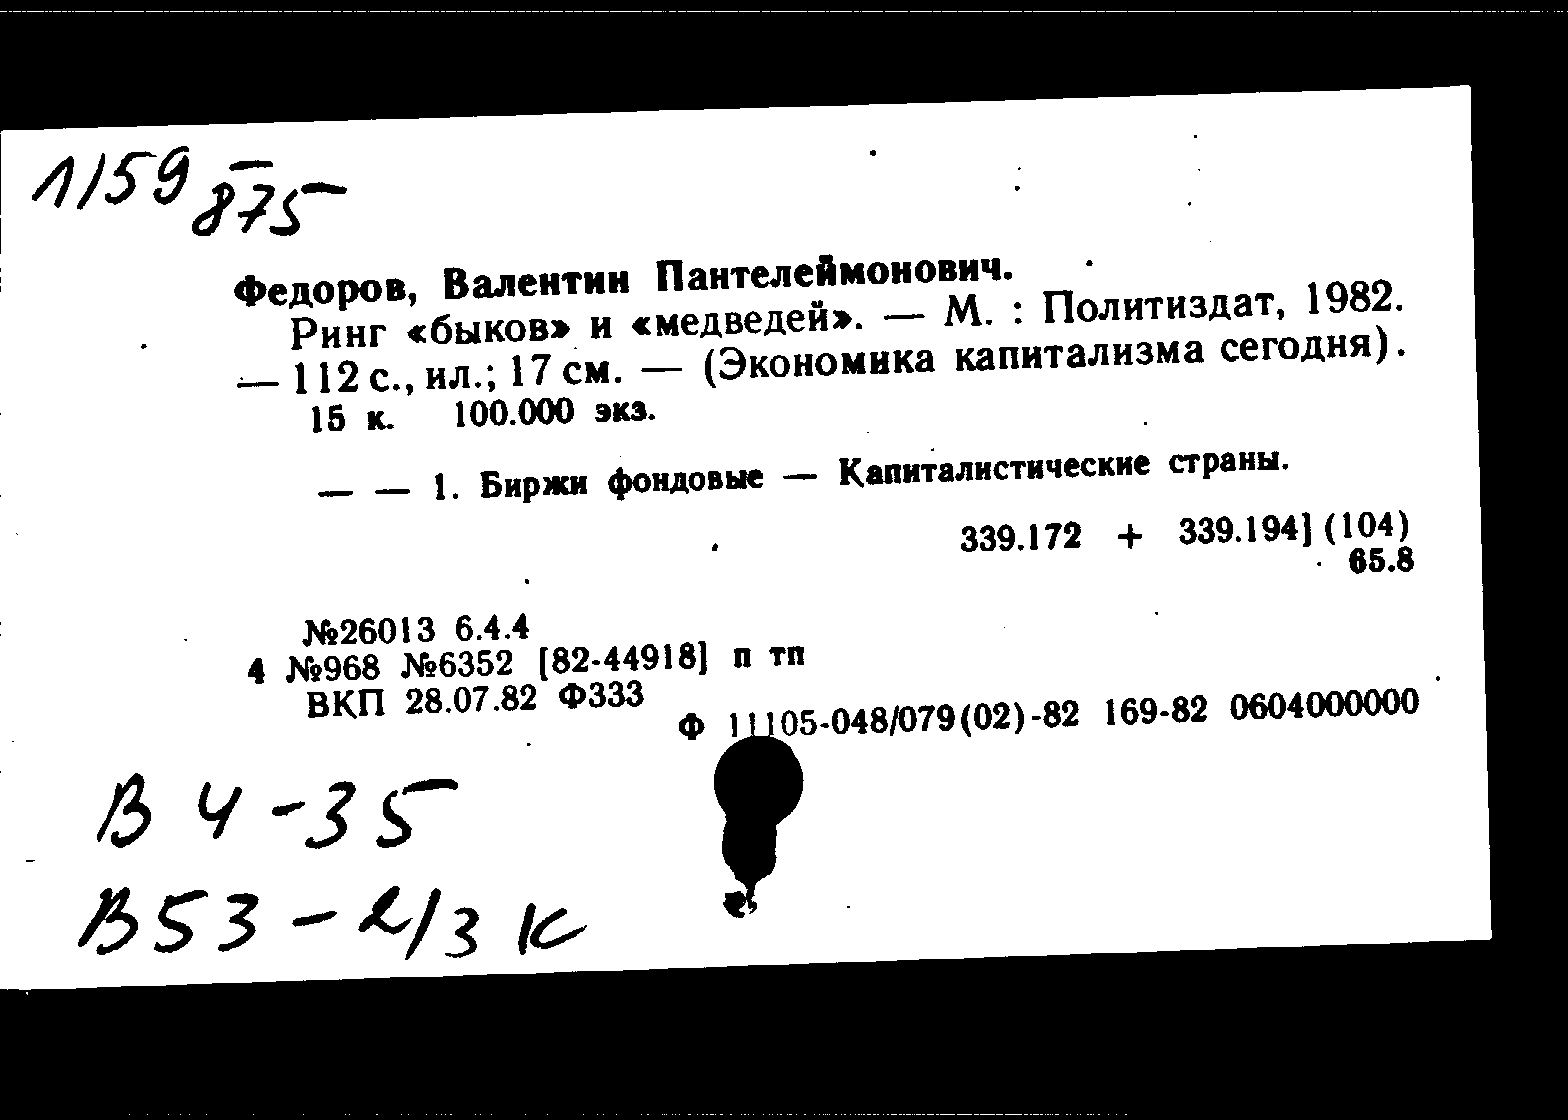 1/59
875
Федоров, Валентин Пантелеймонович.
Ринг «быков» и «медведей». — М. : Политиздат, 1982.
— 112 с., ил.; 17 см. — (Экономика капитализма сегодня).
15 к. 100.000 экз.
— — 1. Биржи фондовые — Капиталистические страны.
339.172 + 339.194] (104)
65.8
№26013 6.4.4
4 №968 №6352 [82-44918] п тп
ВКП 28.07.82 Ф333
Ф 11105-048/079(02)-82 169-82 0604000000
В 4-35
В53-2/3 К